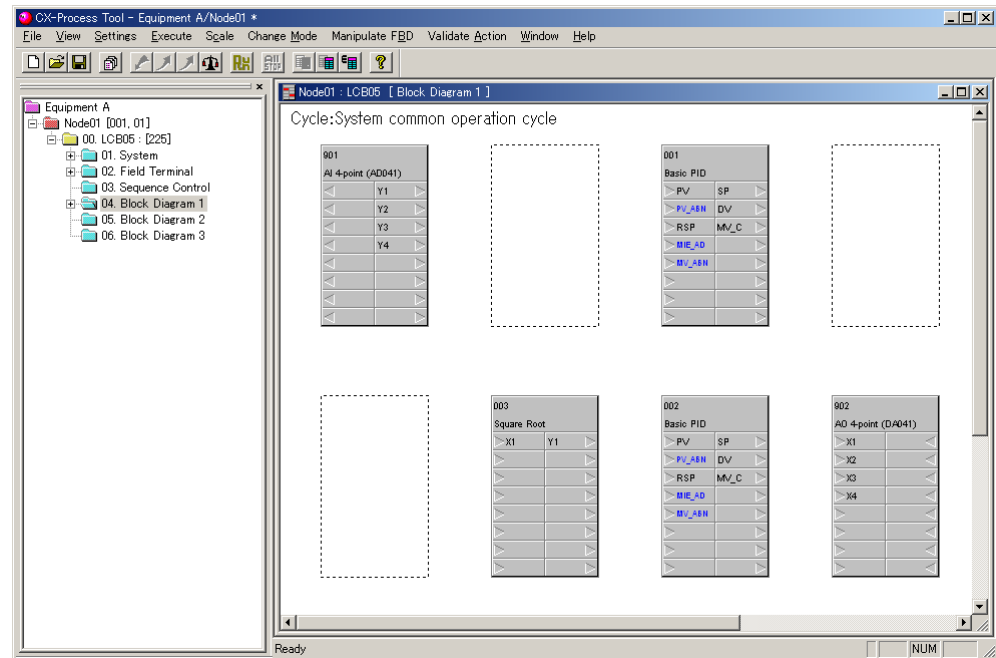 CX-Process Tool - Equipment A/Node01 *
File View Settings Execute Scale Change Mode Manipulate FBD Validate Action Window Help
Equipment A
Node01 [001, 01]
00. LCB05 : [225]
01. System
02. Field Terminal
03. Sequence Control
04. Block Diagram 1
05. Block Diagram 2
06. Block Diagram 3
Node01 : LCB05 [ Block Diagram 1 ]
Cycle:System common operation cycle
901
AI 4-point (AD041)
Y1
Y2
Y3
Y4
001
Basic PID
PV SP
PV_ABN DV
RSP MV_C
MIE_AD
MV_ABN
003
Square Root
X1 Y1
002
Basic PID
PV SP
PV_ABN DV
RSP MV_C
MIE_AD
MV_ABN
902
AO 4-point (DA041)
X1
X2
X3
X4
Ready
NUM